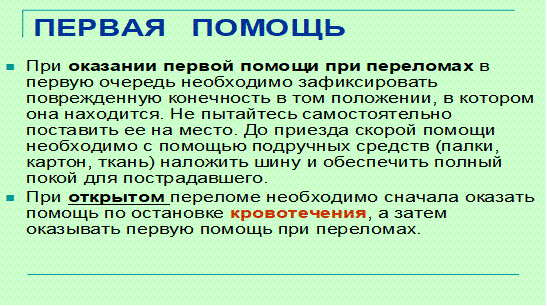 ПЕРВАЯ ПОМОЩЬ
При оказании первой помощи при переломах в
первую очередь необходимо зафиксировать
поврежденную конечность в том положении, в котором
она находится. Не пытайтесь самостоятельно
поставить ее на место. До приезда скорой помощи
необходимо с помощью подручных средств (палки,
картон, ткань) наложить шину и обеспечить полный
покой для пострадавшего.
При открытом переломе необходимо сначала оказать
помощь по остановке кровотечения, а затем
оказывать первую помощь при переломах.